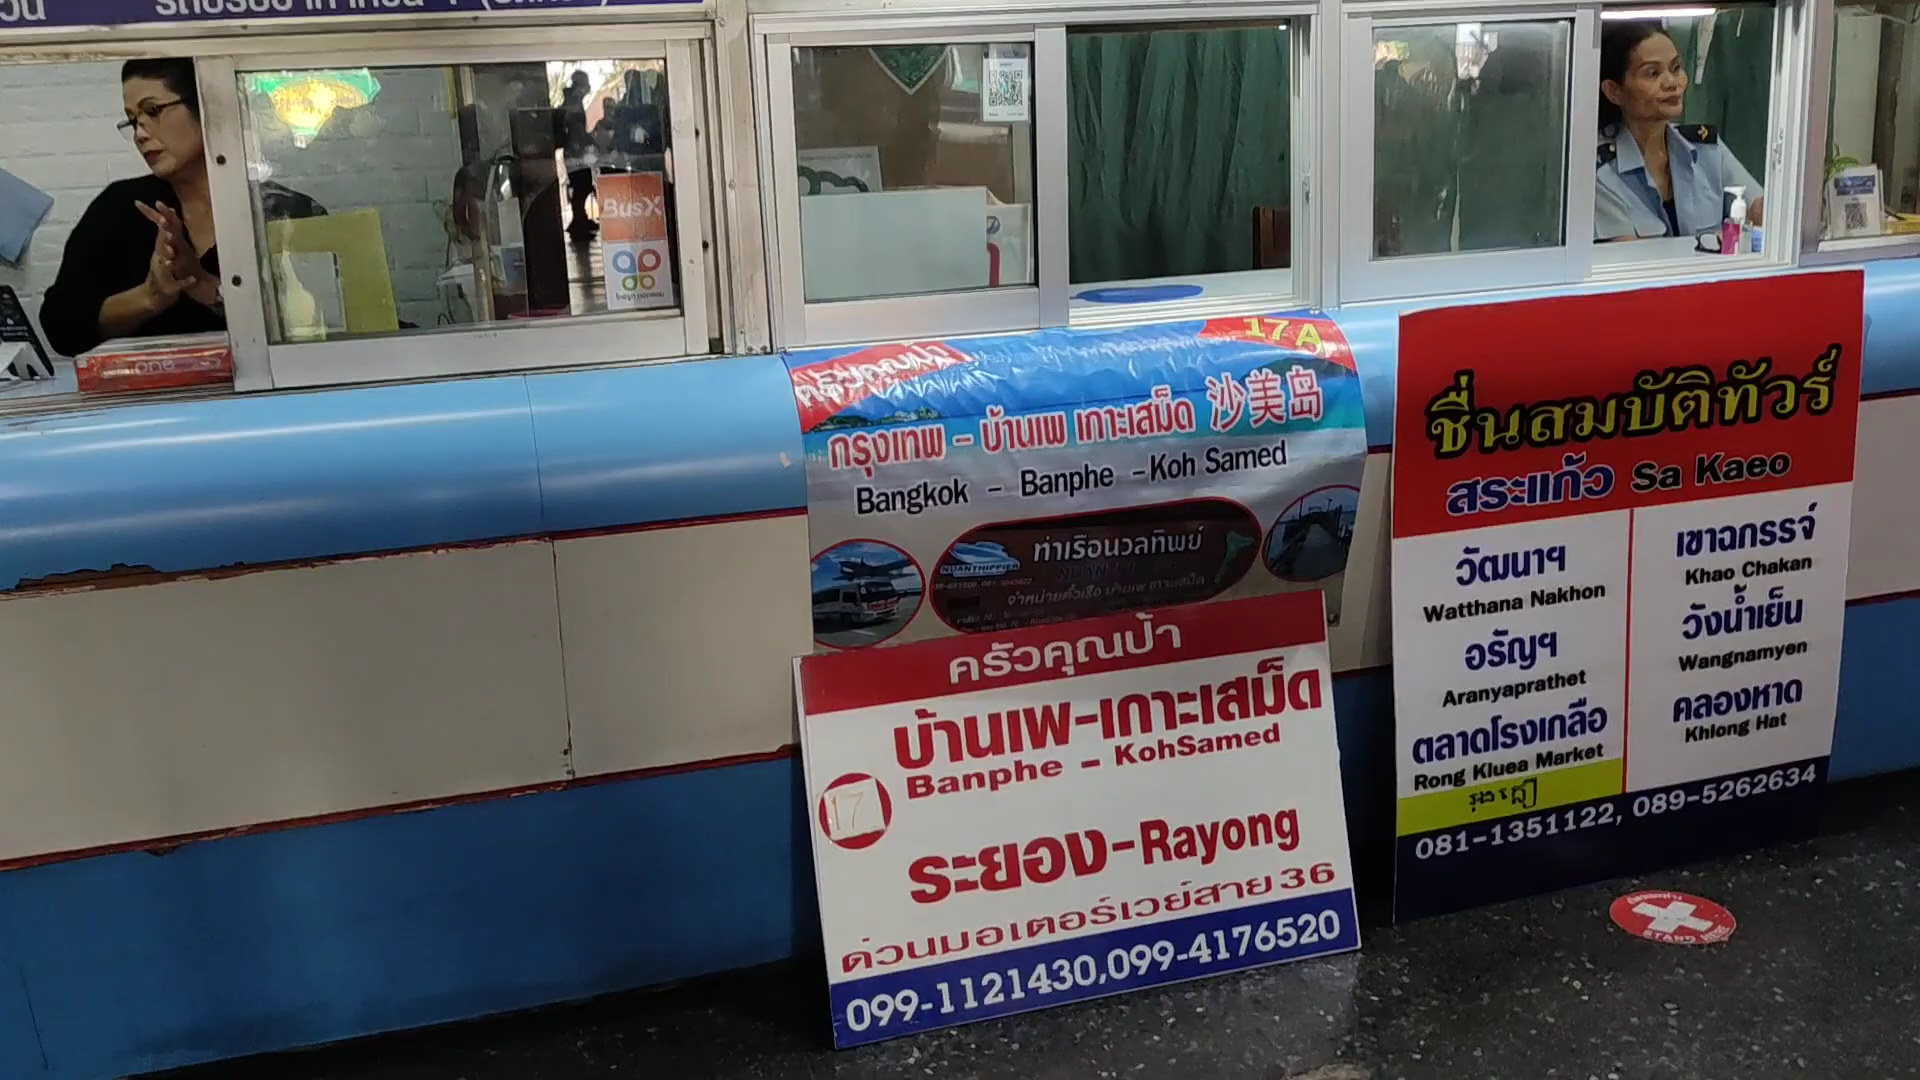 BusX
17 A
ครัวคุณป้า
กรุงเทพ - บ้านเพ เกาะเสม็ด 沙美岛
Bangkok - Banphe - Koh Samed
ท่าเรือนวลทิพย์
NUANTHIPPIER
จำหน่ายตั๋วเรือ บ้านเพ เกาะเสม็ด
ครัวคุณป้า
บ้านเพ-เกาะเสม็ด
Banphe - KohSamed
17
ระยอง-Rayong
ด่วนมอเตอร์เวย์สาย 36
099-1121430,099-4176520
ชื่นสมบัติทัวร์
สระแก้ว Sa Kaeo
วัฒนาฯ
Watthana Nakhon
อรัญฯ
Aranyaprathet
ตลาดโรงเกลือ
Rong Kluea Market
เขาฉกรรจ์
Khao Chakan
วังน้ำเย็น
Wangnamyen
คลองหาด
Khlong Hat
081-1351122, 089-5262634
STAND HERE